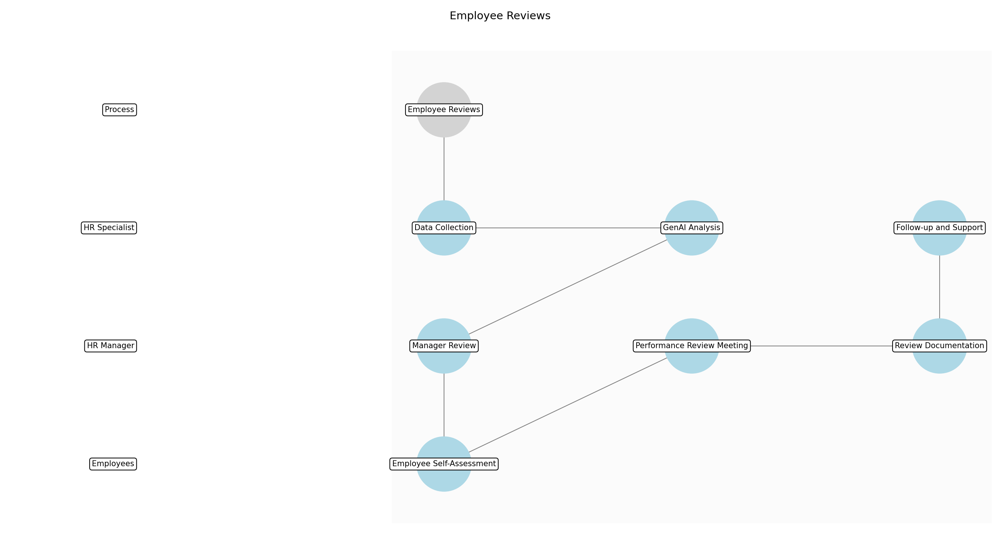 Employee Reviews
Process
Employee Reviews
HR Specialist
Data Collection
GenAI Analysis
Follow-up and Support
HR Manager
Manager Review
Performance Review Meeting
Review Documentation
Employees
Employee Self-Assessment